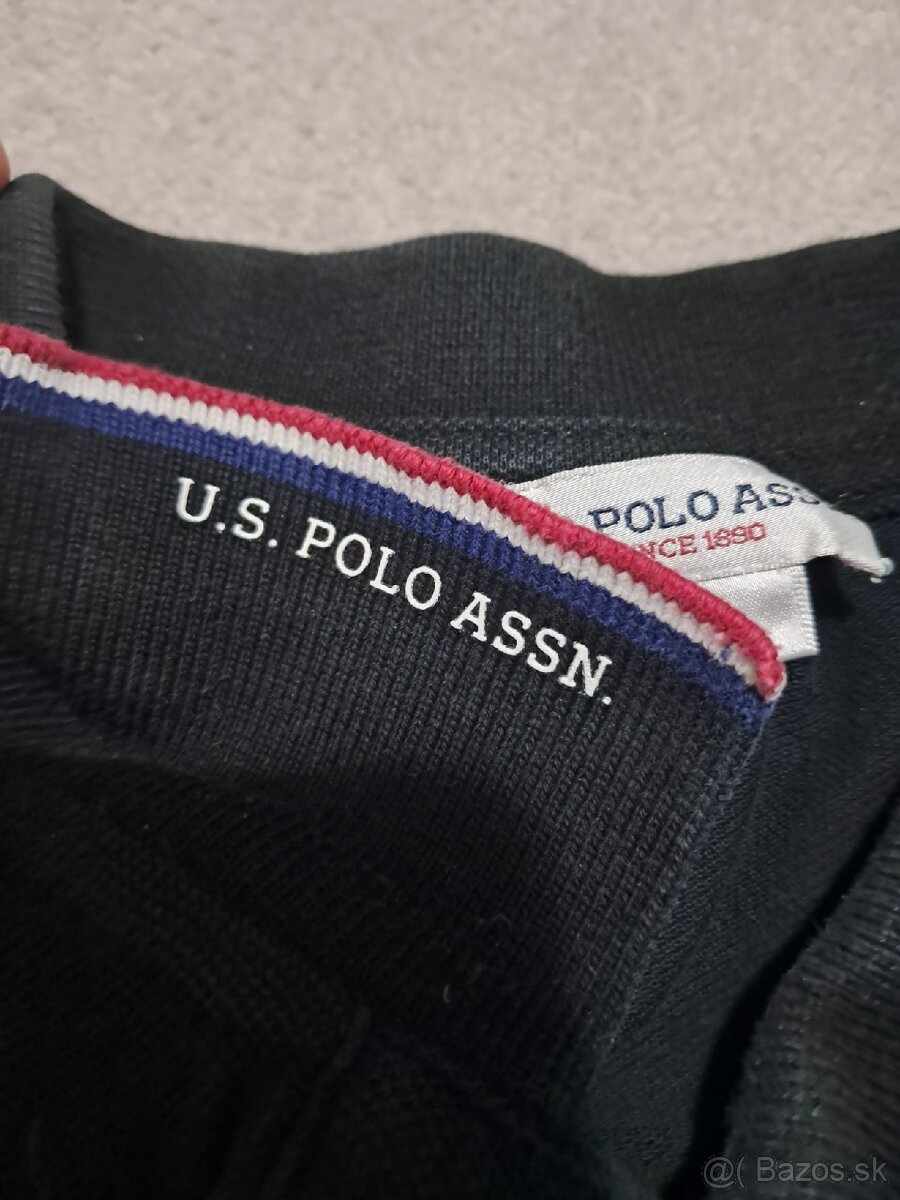 U.S. POLO ASSN.
POLO ASS
NCE 1890
@( Bazos.sk